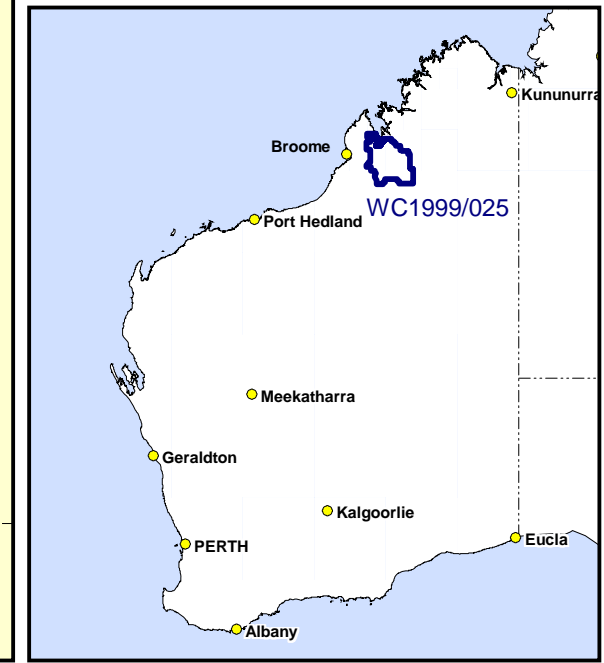 Kununurra
Broome
WC1999/025
Port Hedland
Meekatharra
Geraldton
Kalgoorlie
Eucla
PERTH
Albany